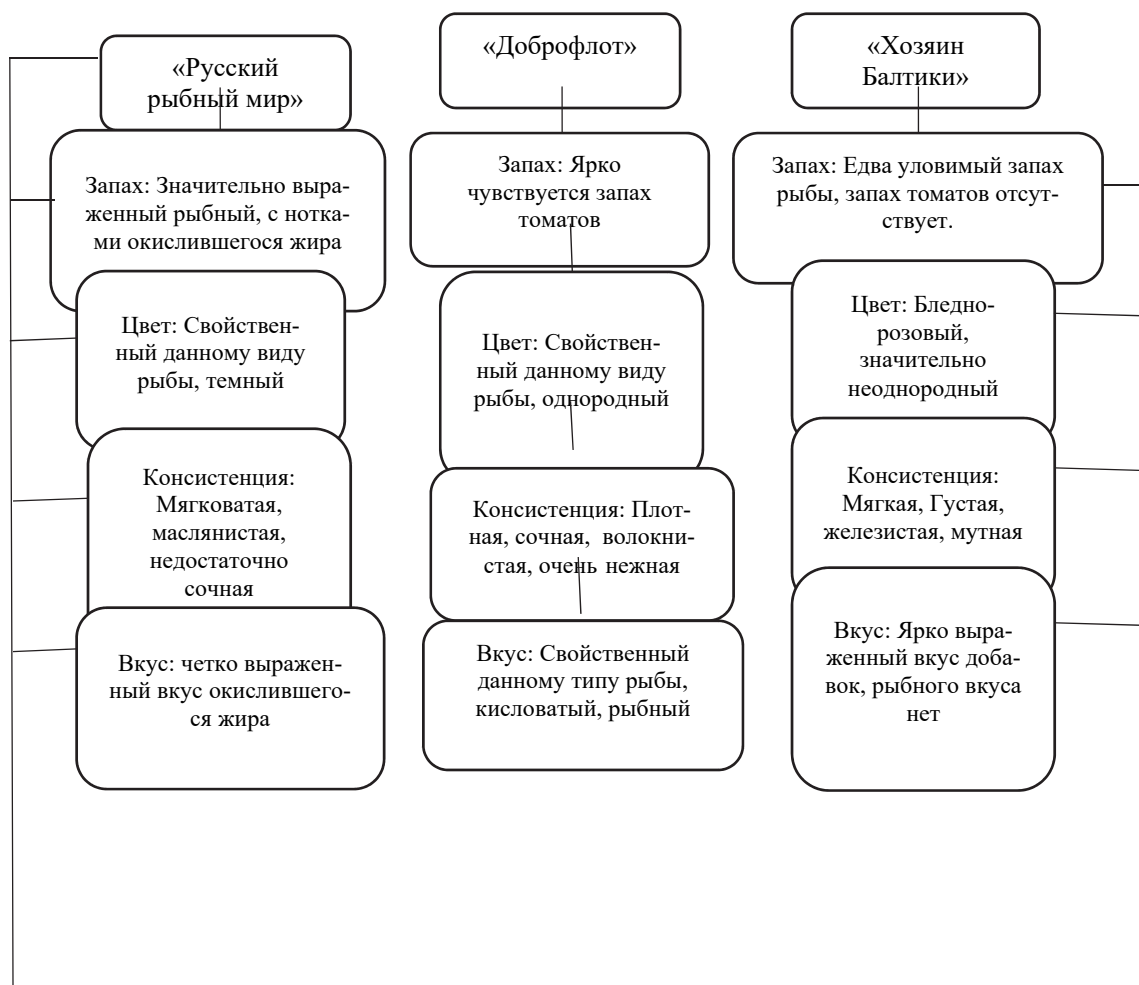 «Русский
рыбный мир»
Запах: Значительно выра-
женный рыбный, с нотка-
ми окислившегося жира
Цвет: Свойствен-
ный данному виду
рыбы, темный
Консистенция:
Мягковатая,
маслянистая,
недостаточно
сочная
Вкус: четко выражен-
ный вкус окислившего-
ся жира
«Доброфлот»
Запах: Ярко
чувствуется запах
томатов
Цвет: Свойствен-
ный данному виду
рыбы, однородный
Консистенция: Плот-
ная, сочная, волокни-
стая, очень нежная
Вкус: Свойственный
данному типу рыбы,
кисловатый, рыбный
«Хозяин
Балтики»
Запах: Едва уловимый запах
рыбы, запах томатов отсут-
ствует.
Цвет: Бледно-
розовый,
значительно
неоднородный
Консистенция:
Мягкая, Густая,
железистая, мутная
Вкус: Ярко выра-
женный вкус доба-
вок, рыбного вкуса
нет